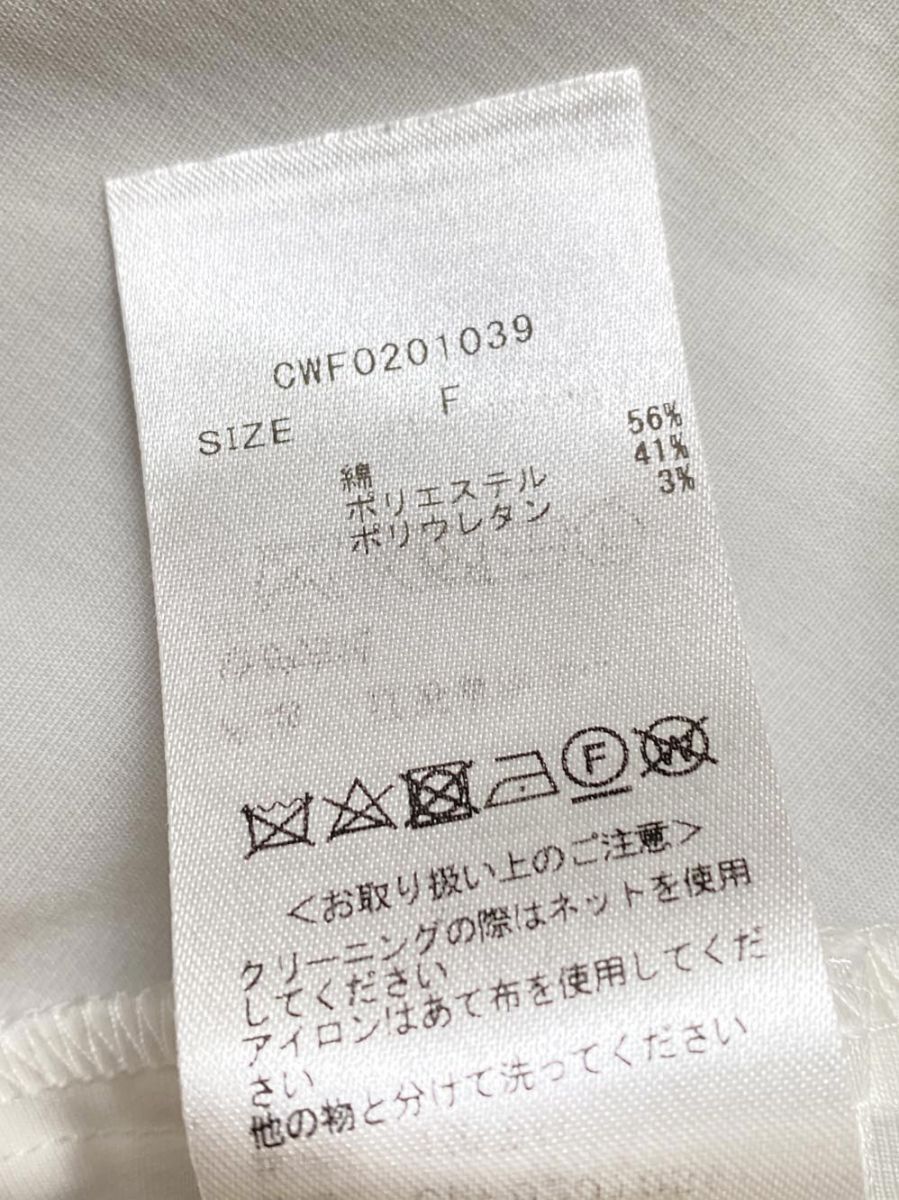 CWF0201039
SIZE F
綿 56%
ポリエステル 41%
ポリウレタン 3%
F
W
<お取り扱い上のご注意>
クリーニングの際はネットを使用
してください
アイロンはあて布を使用してくだ
さい
他の物と分けて洗ってください